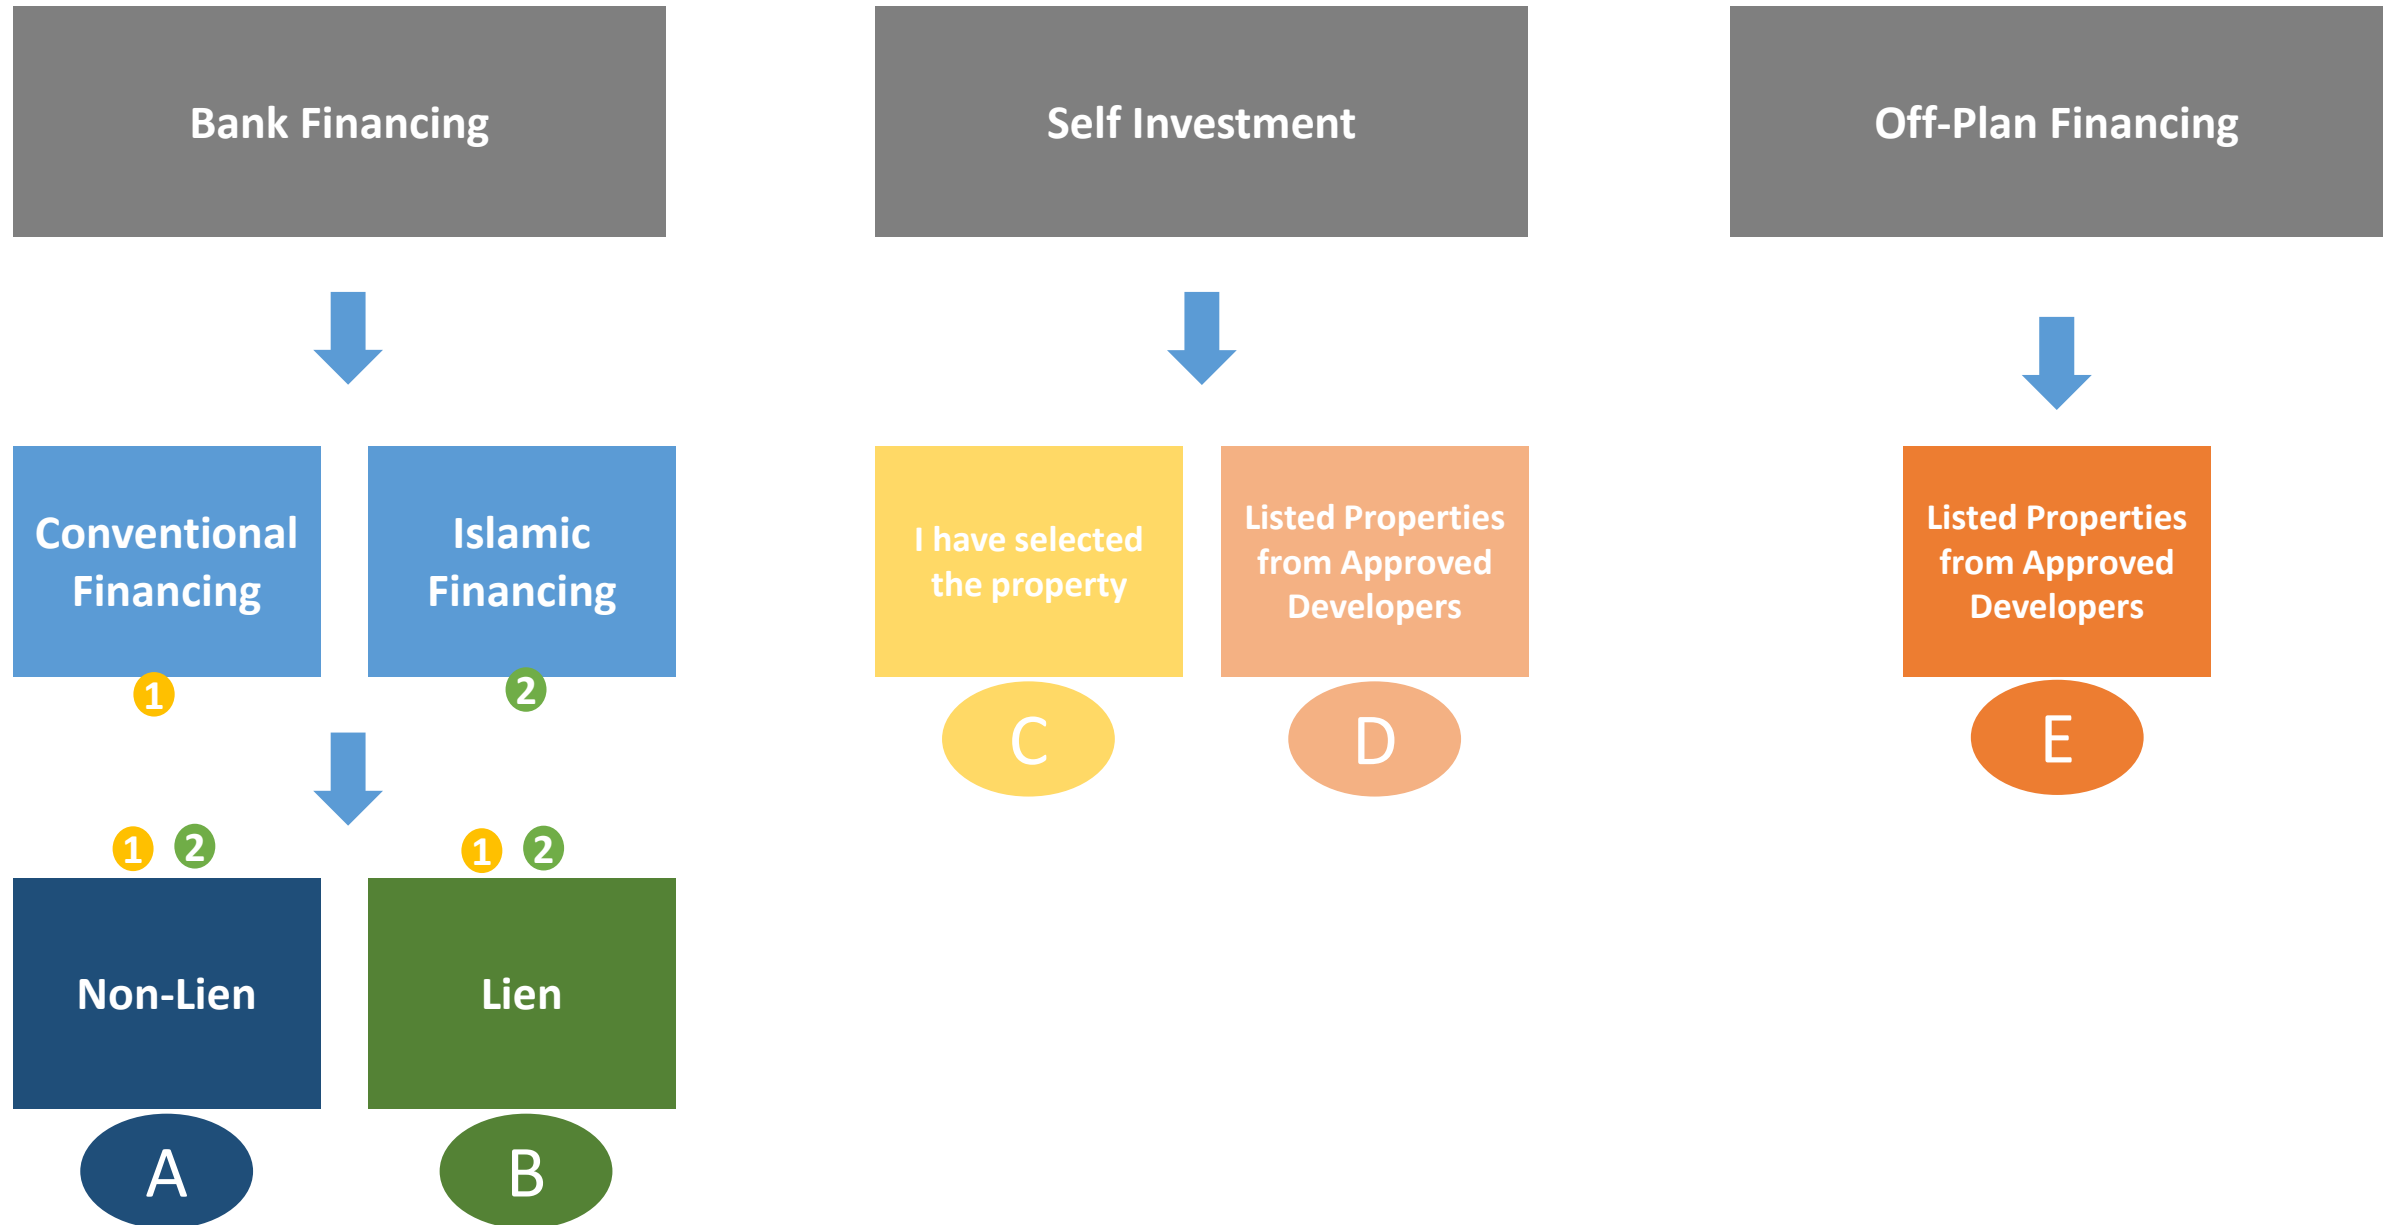 Bank Financing
Self Investment
Off-Plan Financing
Conventional
Financing
Islamic
Financing
I have selected
the property
Listed Properties
from Approved
Developers
Listed Properties
from Approved
Developers
1
2
C
D
E
1 2
1 2
Non-Lien
Lien
A
B